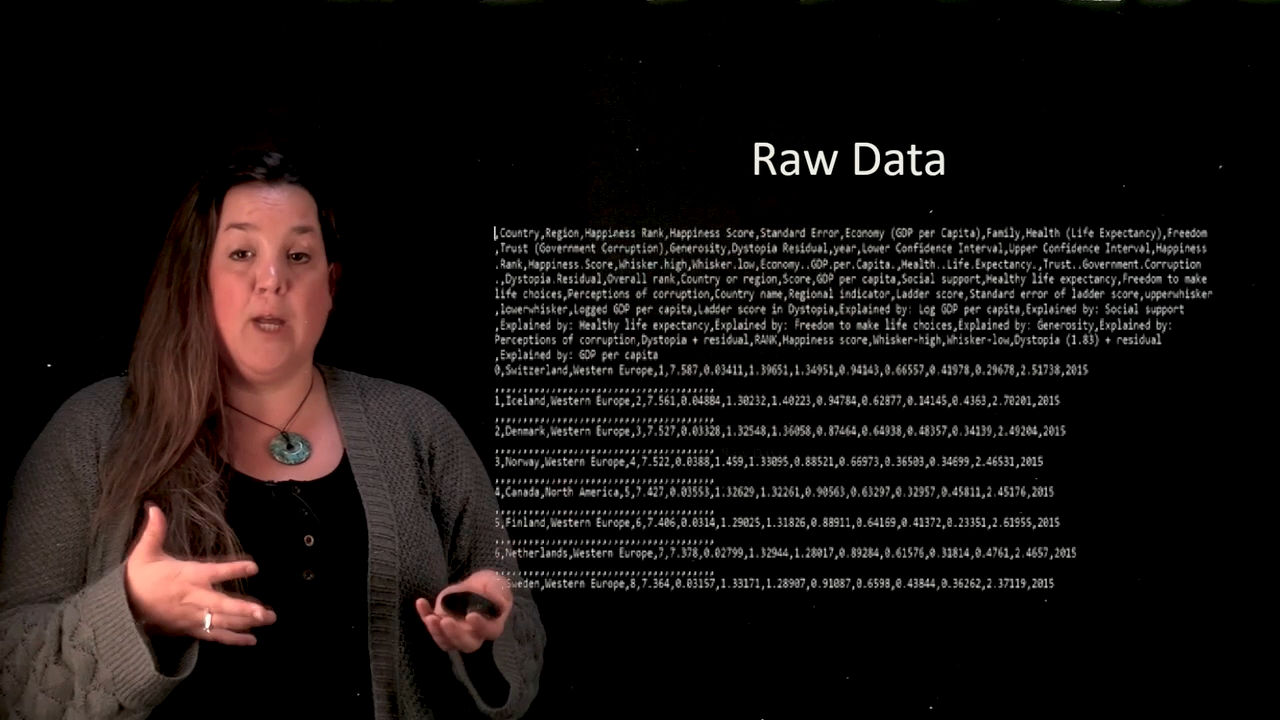 Raw Data
,Country,Region,Happiness Rank,Happiness Score,Standard Error,Economy (GDP per Capita),Family,Health (Life Expectancy),Freedom
,Trust (Government Corruption),Generosity,Dystopia Residual,year,Lower Confidence Interval,Upper Confidence Interval,Happiness
.Rank,Happiness.Score,Whisker.high,Whisker.low,Economy..GDP.per.Capita.,Health..Life.Expectancy.,Trust..Government.Corruption
.,Dystopia.Residual,Overall rank,Country or region,Score,GDP per capita,Social support,Healthy life expectancy,Freedom to make
life choices,Perceptions of corruption,Country name,Regional indicator,Ladder score,Standard error of ladder score,upperwhisker
,lowerwhisker,Logged GDP per capita,Ladder score in Dystopia,Explained by: Log GDP per capita,Explained by: Social support
,Explained by: Healthy life expectancy,Explained by: Freedom to make life choices,Explained by: Generosity,Explained by:
Perceptions of corruption,Dystopia + residual,RANK,Happiness score,Whisker-high,Whisker-low,Dystopia (1.83) + residual
,Explained by: GDP per capita
0,Switzerland,Western Europe,1,7.587,0.03411,1.39651,1.34951,0.94143,0.66557,0.41978,0.29678,2.51738,2015
1,Iceland,Western Europe,2,7.561,0.04884,1.30232,1.40223,0.94784,0.62877,0.14145,0.4363,2.70201,2015
2,Denmark,Western Europe,3,7.527,0.03328,1.32548,1.36058,0.87464,0.64938,0.48357,0.34139,2.49204,2015
3,Norway,Western Europe,4,7.522,0.0388,1.459,1.33095,0.88521,0.66973,0.36503,0.34699,2.46531,2015
4,Canada,North America,5,7.427,0.03553,1.32629,1.32261,0.90563,0.63297,0.32957,0.45811,2.45176,2015
5,Finland,Western Europe,6,7.406,0.0314,1.29025,1.31826,0.88911,0.64169,0.41372,0.23351,2.61955,2015
6,Netherlands,Western Europe,7,7.378,0.02799,1.32944,1.28017,0.89284,0.61576,0.31814,0.4761,2.4657,2015
Sweden,Western Europe,8,7.364,0.03157,1.33171,1.28907,0.91087,0.6598,0.43844,0.36262,2.37119,2015